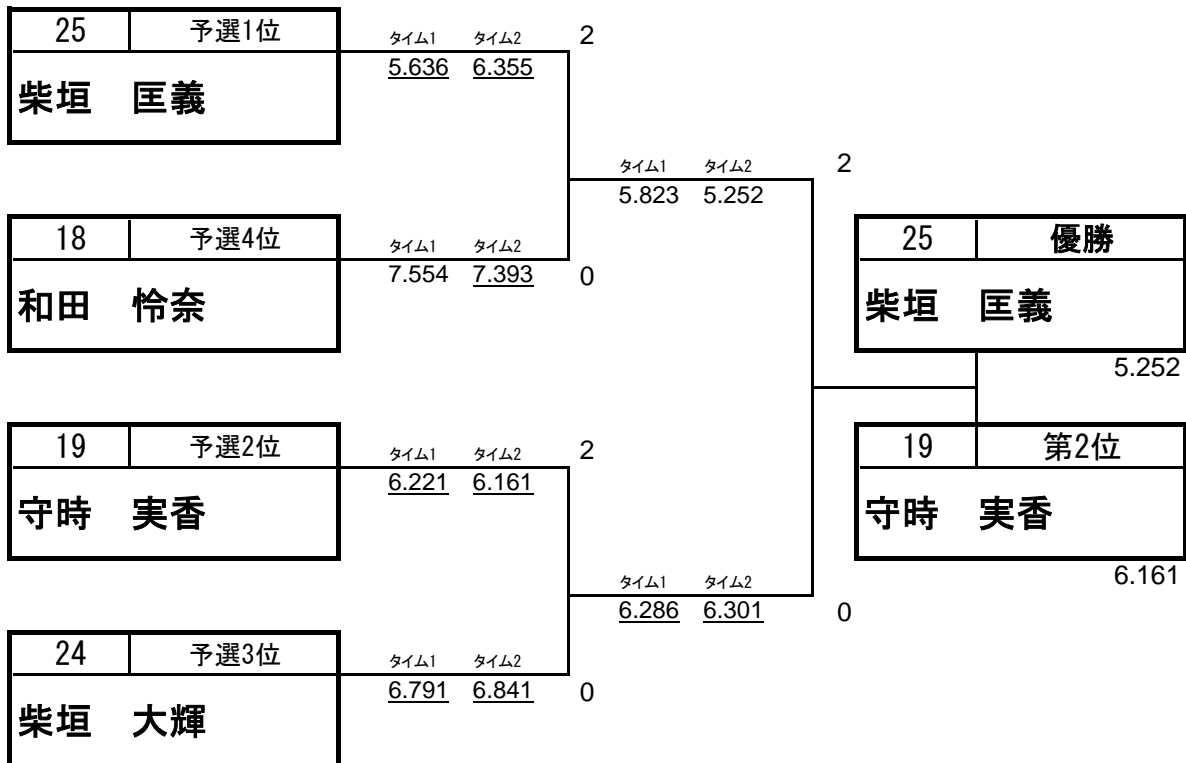 25 予選1位
柴垣 匡義
タイム1 タイム2 2
5.636 6.355
タイム1 タイム2 2
5.823 5.252
18 予選4位
和田 怜奈
タイム1 タイム2
7.554 7.393 0
25 優勝
柴垣 匡義
5.252
19 予選2位
守時 実香
タイム1 タイム2 2
6.221 6.161
19 第2位
守時 実香
6.161
タイム1 タイム2
6.286 6.301 0
24 予選3位
柴垣 大輝
タイム1 タイム2
6.791 6.841 0